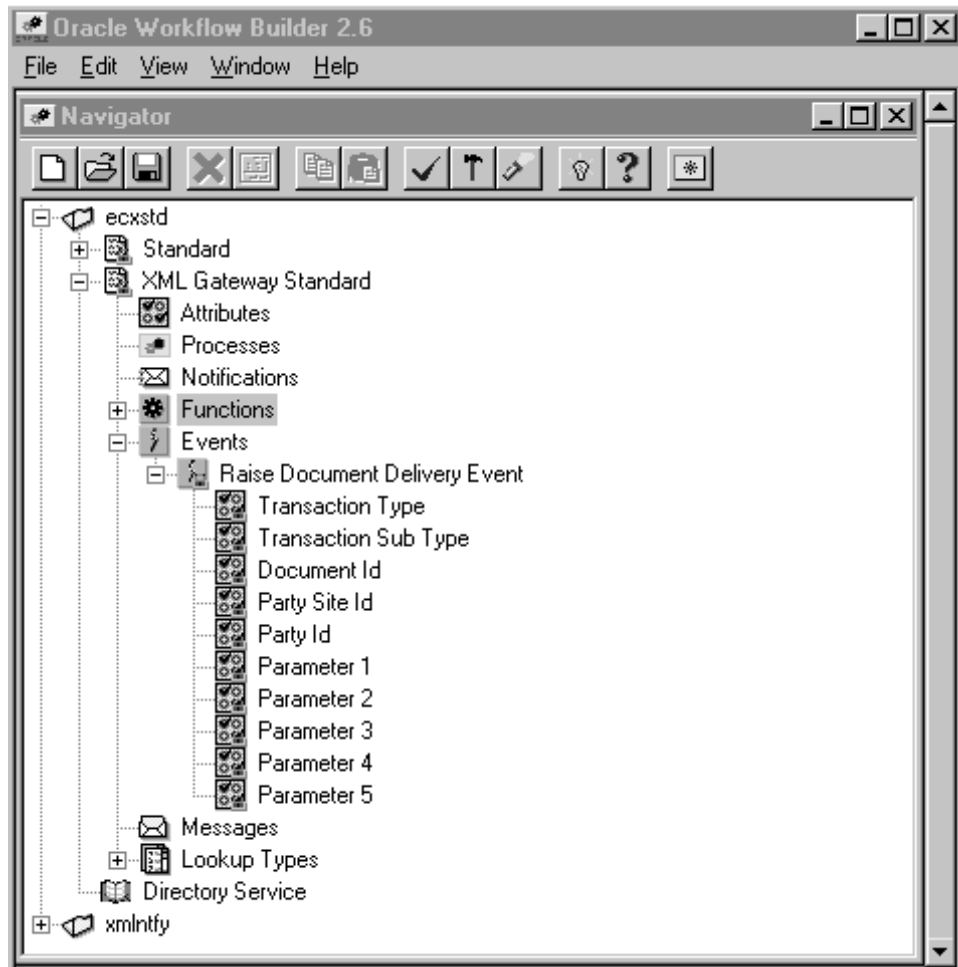 Oracle Workflow Builder 2.6
File Edit View Window Help
Navigator
ecxstd
Standard
XML Gateway Standard
Attributes
Processes
Notifications
Functions
Events
Raise Document Delivery Event
Transaction Type
Transaction Sub Type
Document Id
Party Site Id
Party Id
Parameter 1
Parameter 2
Parameter 3
Parameter 4
Parameter 5
Messages
Lookup Types
Directory Service
xmlntfy